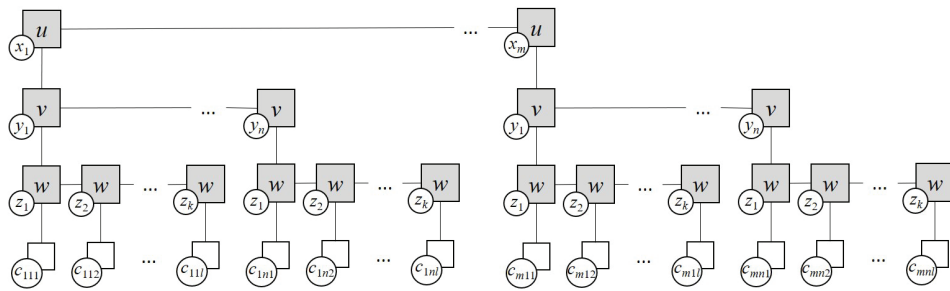 u ... u
x₁ xₘ
v ... v v ... v
y₁ yₙ y₁ yₙ
w w ... w w w ... w w w ... w w w ... w
z₁ z₂ zₖ z₁ z₂ zₖ z₁ z₂ zₖ z₁ z₂ zₖ
c₁₁₁ c₁₁₂ ... c₁₁ₗ c₁ₙ₁ c₁ₙ₂ ... c₁ₙₗ cₘ₁₁ cₘ₁₂ ... cₘ₁ₗ cₘₙ₁ cₘₙ₂ ... cₘₙₗ